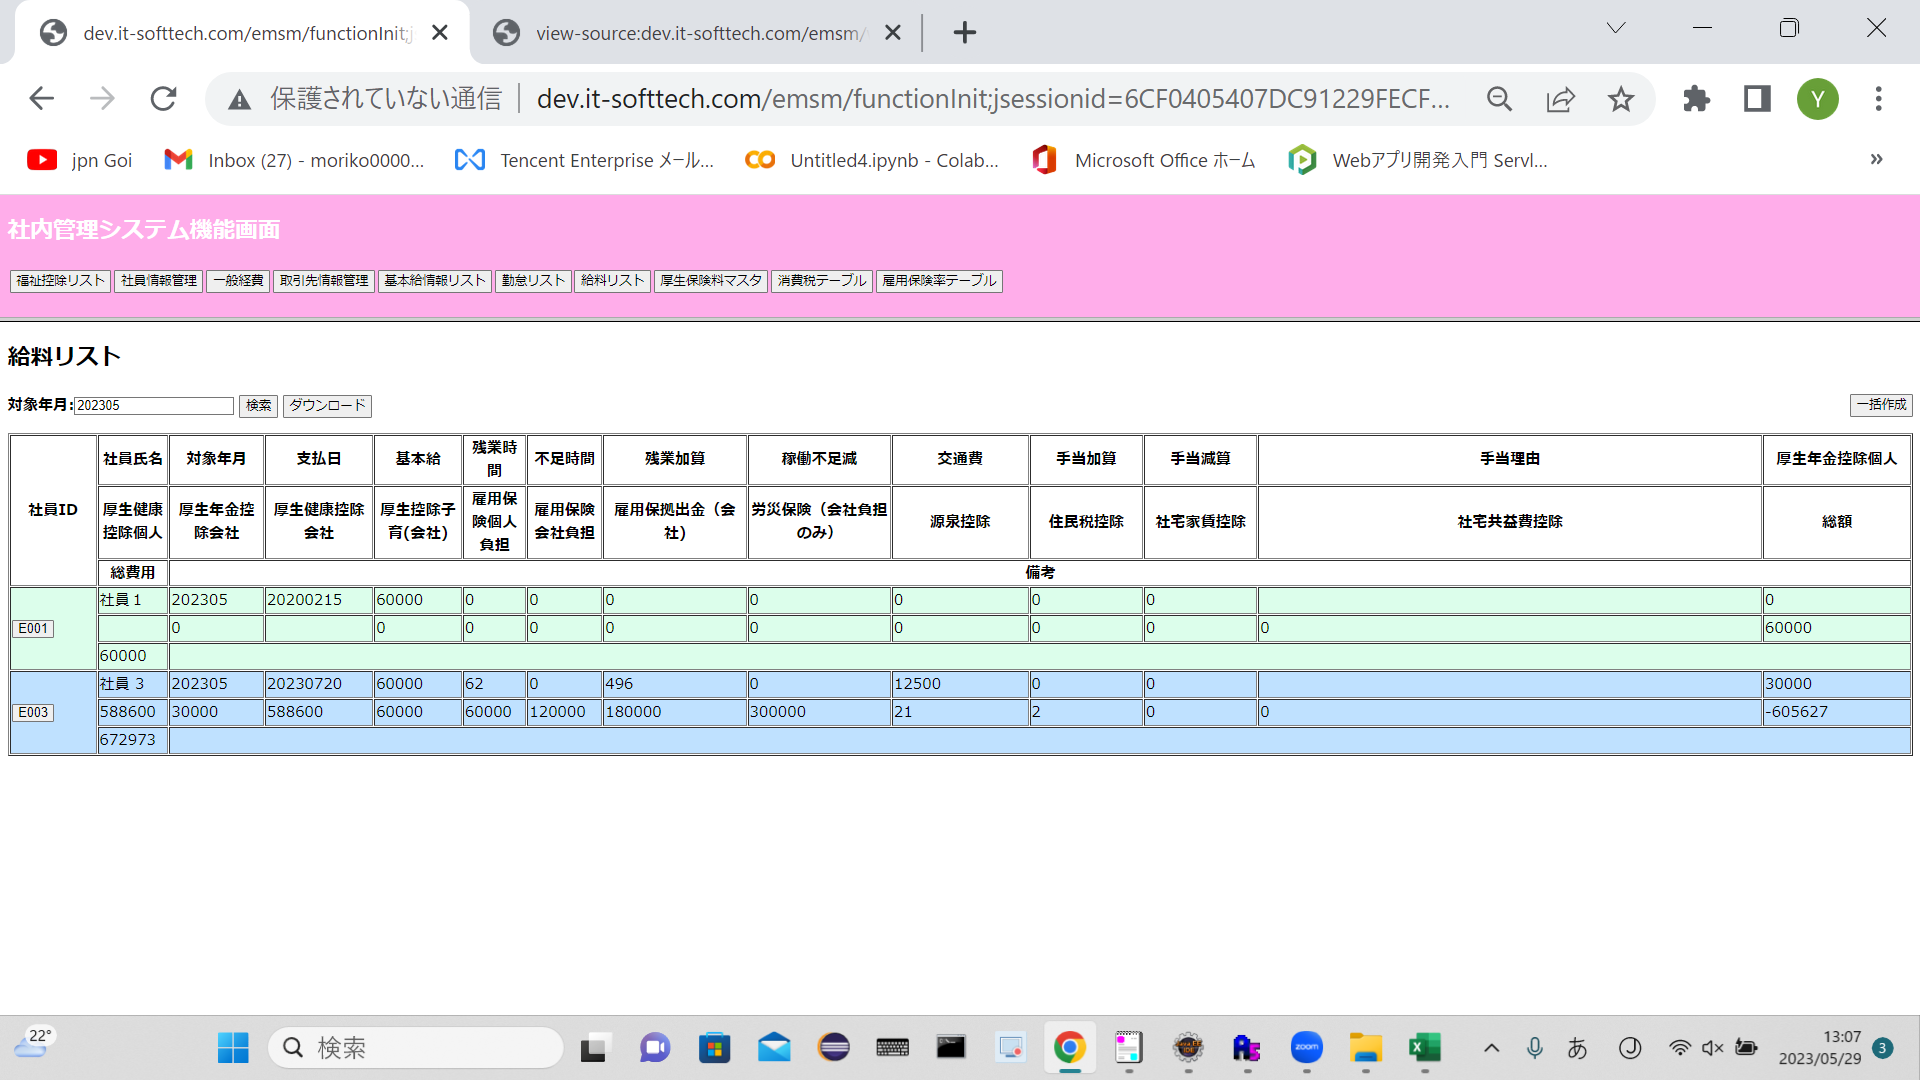 dev.it-softtech.com/emsm/functionInit;j
view-source:dev.it-softtech.com/emsm/
保護されていない通信
dev.it-softtech.com/emsm/functionInit;jsessionid=6CF0405407DC91229FECF...
Y
jpn Goi
Inbox (27) - moriko0000...
Tencent Enterprise メール...
Untitled4.ipynb - Colab...
Microsoft Office ホーム
Webアプリ開発入門 Servl...
»
社内管理システム機能画面
福祉控除リスト 社員情報管理 一般経費 取引先情報管理 基本給情報リスト 勤怠リスト 給料リスト 厚生保険料マスタ 消費税テーブル 雇用保険率テーブル
給料リスト
対象年月:202305 検索 ダウンロード 一括作成
社員ID 社員氏名 対象年月 支払日 基本給 残業時間 不足時間 残業加算 稼働不足減 交通費 手当加算 手当減算 手当理由 厚生年金控除個人
厚生健康控除個人 厚生年金控除会社 厚生健康控除会社 厚生控除子育(会社) 雇用保険個人負担 雇用保険会社負担 雇用保拠出金（会社) 労災保険（会社負担のみ） 源泉控除 住民税控除 社宅家賃控除 社宅共益費控除 総額
総費用 備考
E001 社員１ 202305 20200215 60000 0 0 0 0 0 0 0 0
0 0 0 0 0 0 0 0 0 0 60000
60000
E003 社員 3 202305 20230720 60000 62 0 496 0 12500 0 0 30000
588600 30000 588600 60000 60000 120000 180000 300000 21 2 0 0 -605627
672973
22°
検索
zoom
あ
13:07
2023/05/29
3